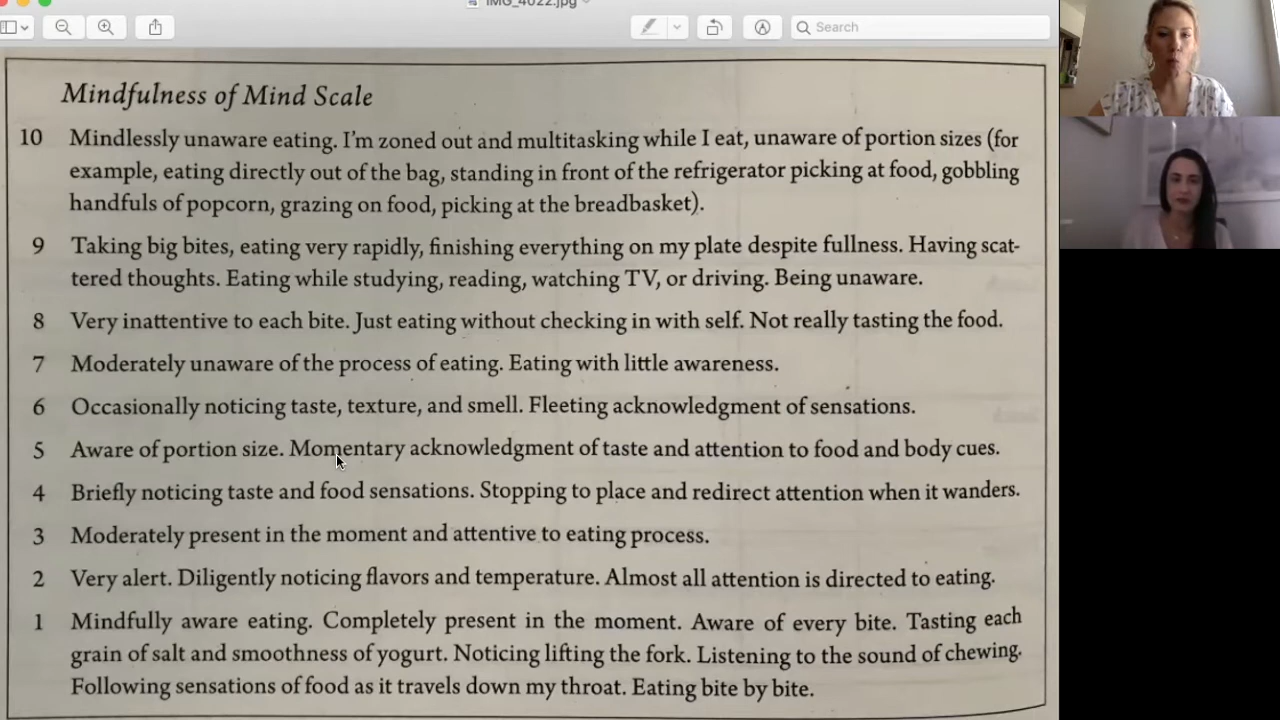 IMG_4022.jpg
Search
Mindfulness of Mind Scale
10 Mindlessly unaware eating. I'm zoned out and multitasking while I eat, unaware of portion sizes (for
example, eating directly out of the bag, standing in front of the refrigerator picking at food, gobbling
handfuls of popcorn, grazing on food, picking at the breadbasket).
9 Taking big bites, eating very rapidly, finishing everything on my plate despite fullness. Having scat-
tered thoughts. Eating while studying, reading, watching TV, or driving. Being unaware.
8 Very inattentive to each bite. Just eating without checking in with self. Not really tasting the food.
7 Moderately unaware of the process of eating. Eating with little awareness.
6 Occasionally noticing taste, texture, and smell. Fleeting acknowledgment of sensations.
5 Aware of portion size. Momentary acknowledgment of taste and attention to food and body cues.
4 Briefly noticing taste and food sensations. Stopping to place and redirect attention when it wanders.
3 Moderately present in the moment and attentive to eating process.
2 Very alert. Diligently noticing flavors and temperature. Almost all attention is directed to eating.
1 Mindfully aware eating. Completely present in the moment. Aware of every bite. Tasting each
grain of salt and smoothness of yogurt. Noticing lifting the fork. Listening to the sound of chewing.
Following sensations of food as it travels down my throat. Eating bite by bite.